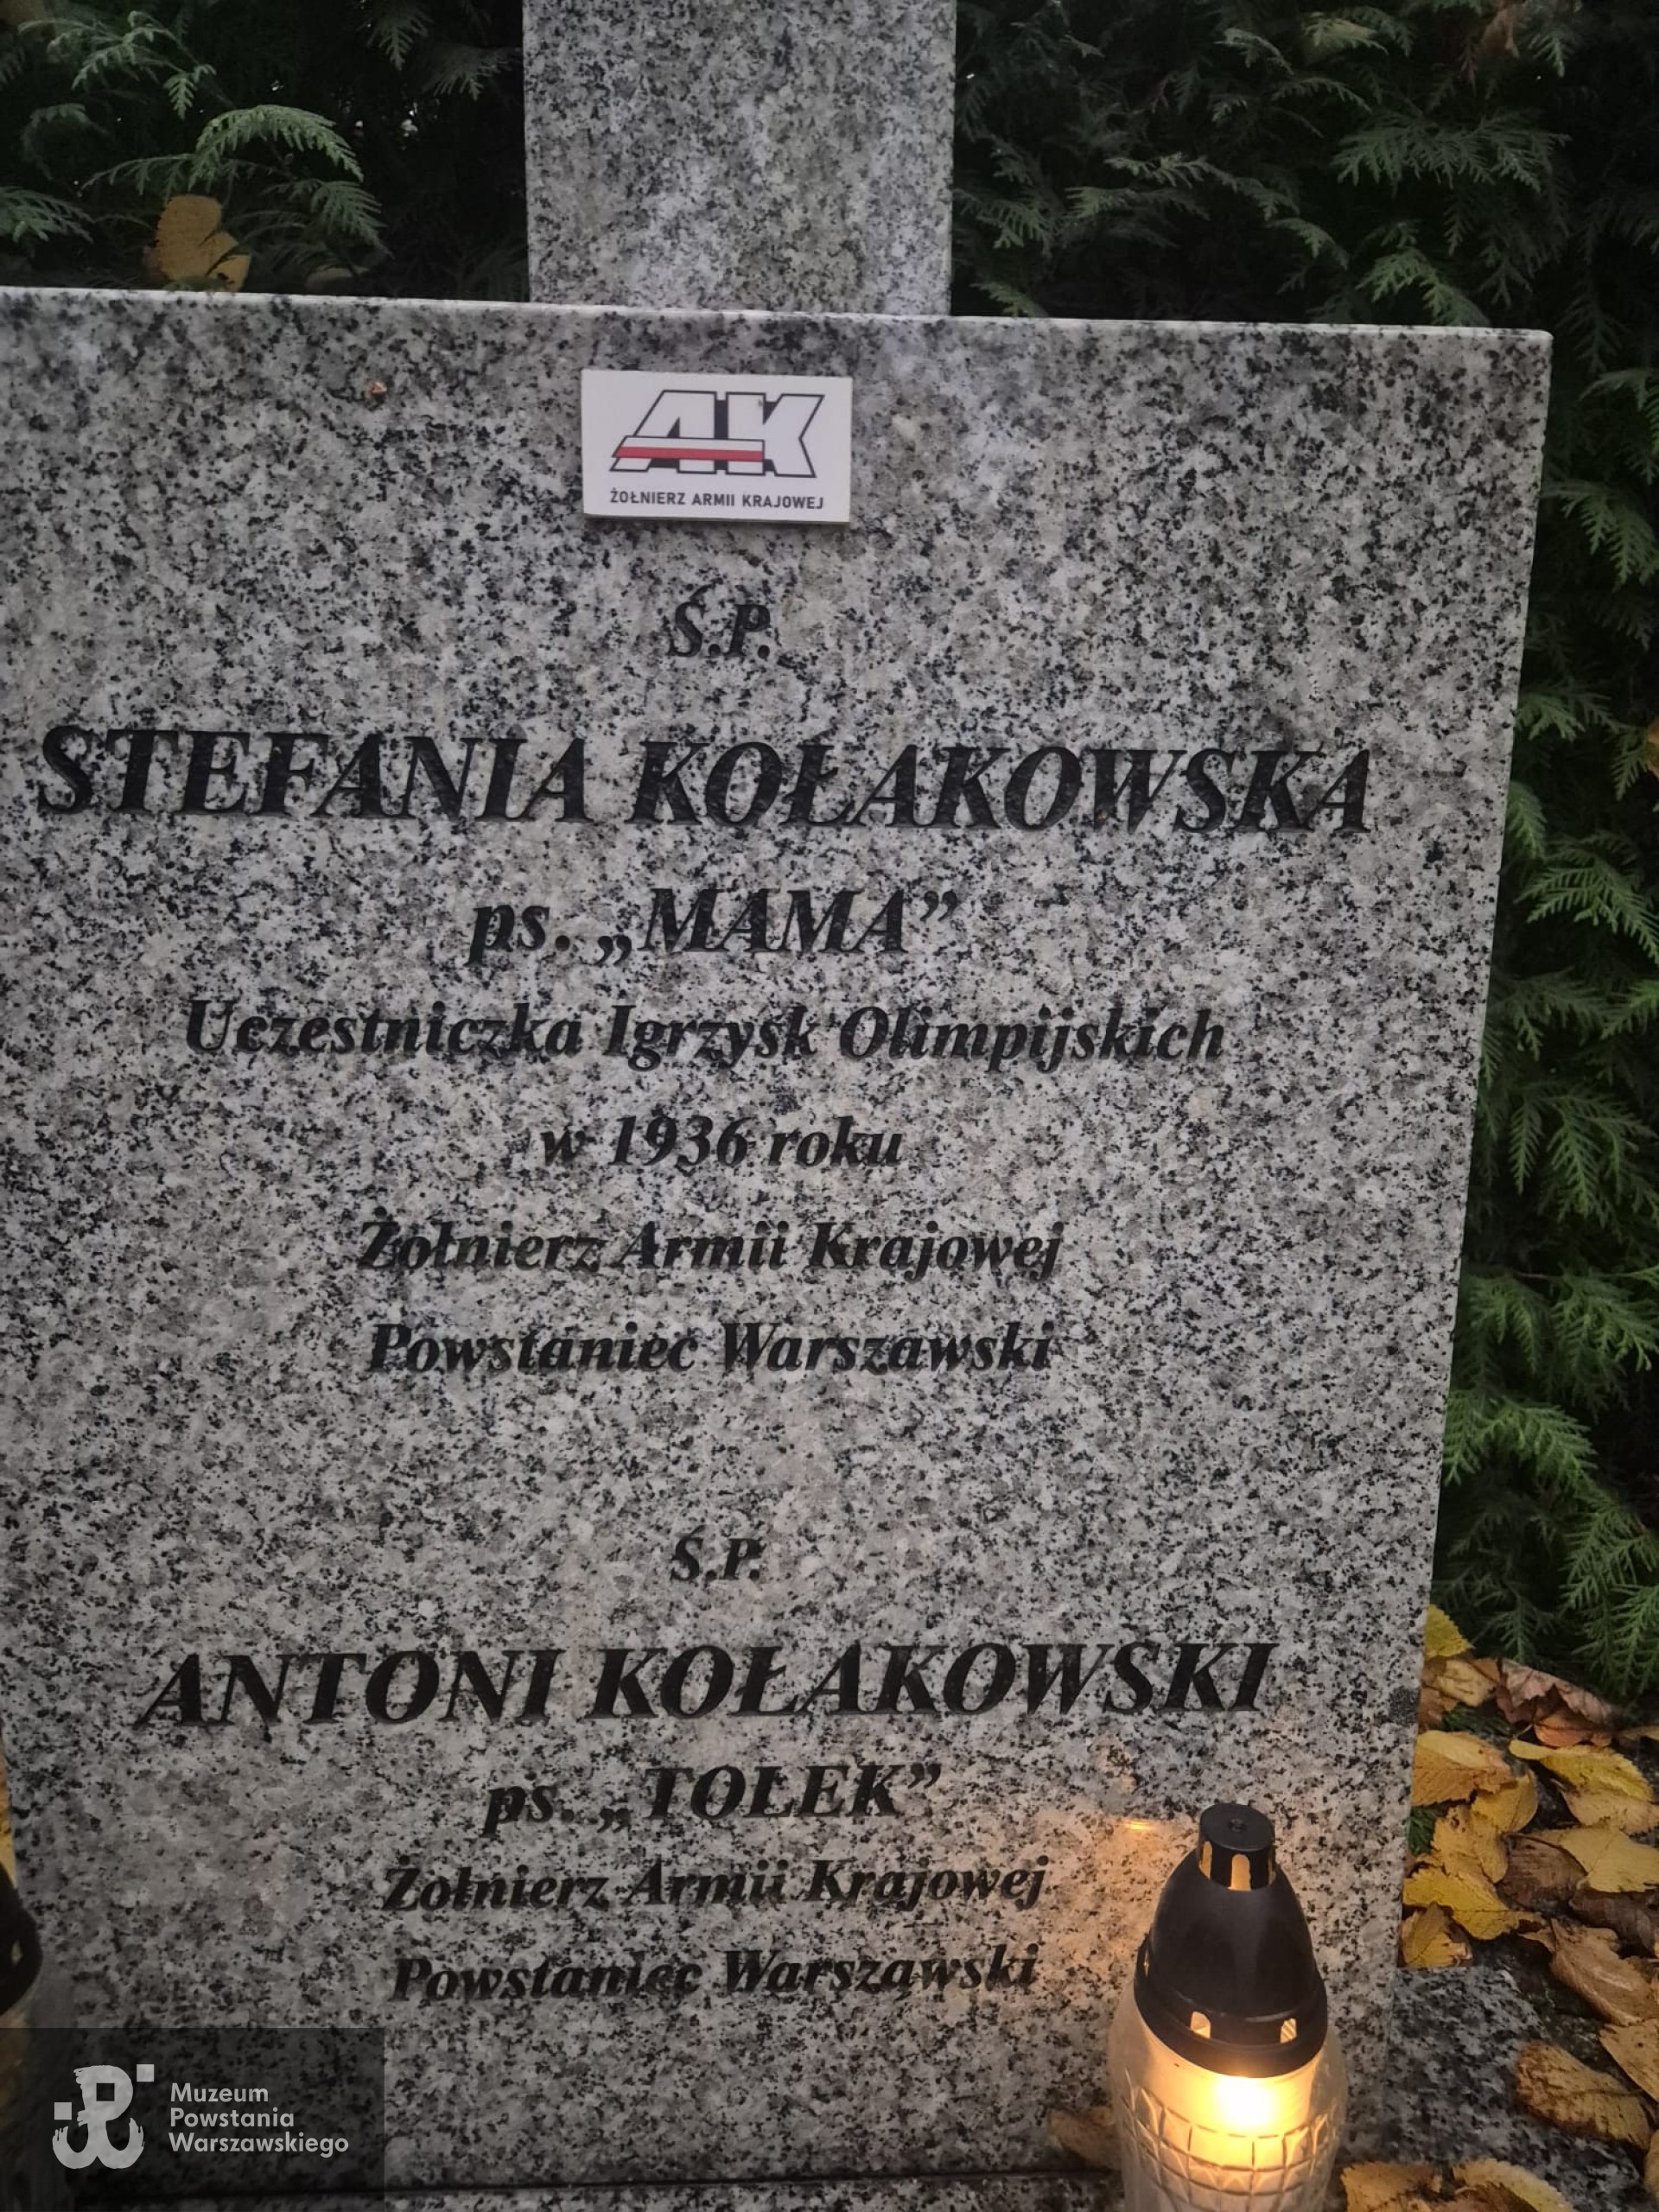 AK
ŻOŁNIERZ ARMII KRAJOWEJ
Ś.P.
STEFANIA KOŁAKOWSKA
ps. „MAMA”
Uczestniczka Igrzysk Olimpijskich
w 1936 roku
Żołnierz Armii Krajowej
Powstaniec Warszawski
Ś.P.
ANTONI KOŁAKOWSKI
ps. „TOŁEK”
Żołnierz Armii Krajowej
Powstaniec Warszawski
Muzeum
Powstania
Warszawskiego